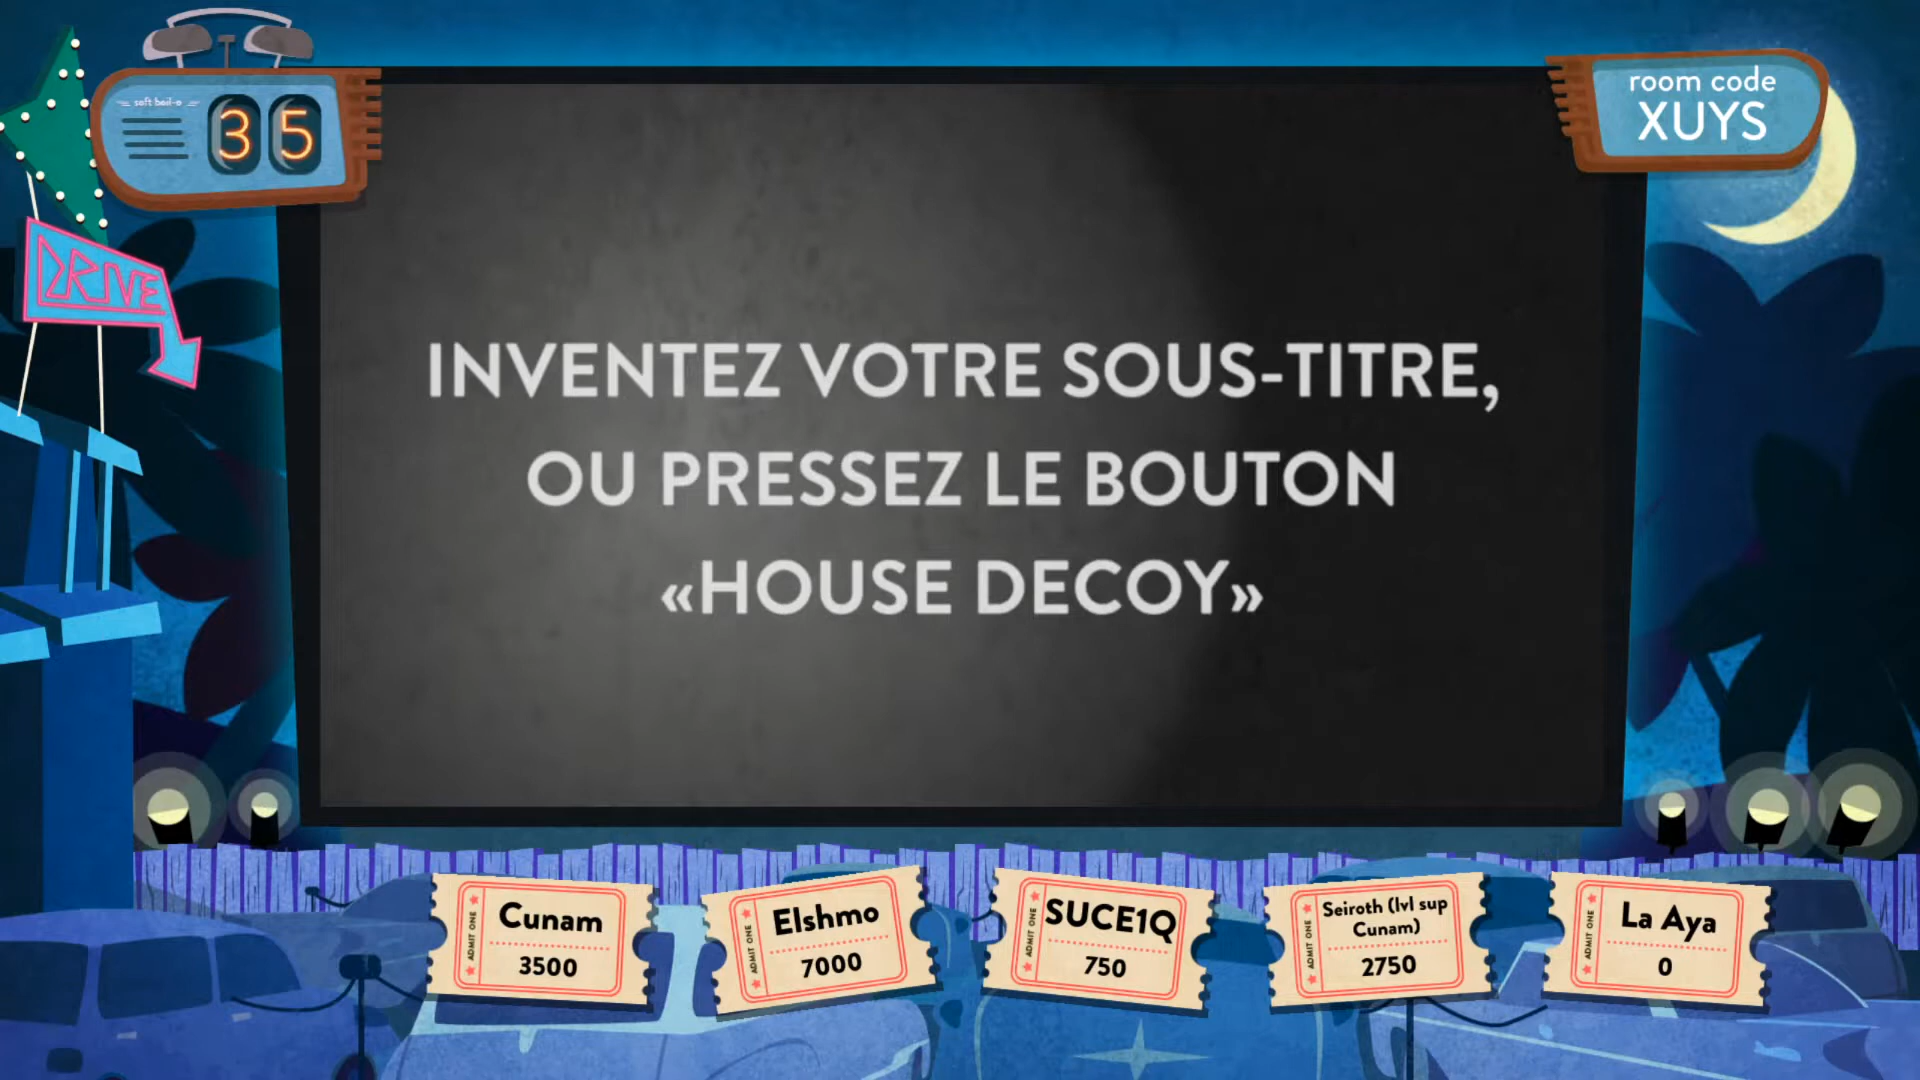 soft boil-o
35
room code
XUYS
DRIVE
INVENTEZ VOTRE SOUS-TITRE,
OU PRESSEZ LE BOUTON
«HOUSE DECOY»
ADMIT ONE
Cunam
3500
ADMIT ONE
Elshmo
7000
ADMIT ONE
SUCE1Q
750
ADMIT ONE
Seiroth (lvl sup
Cunam)
2750
ADMIT ONE
La Aya
0